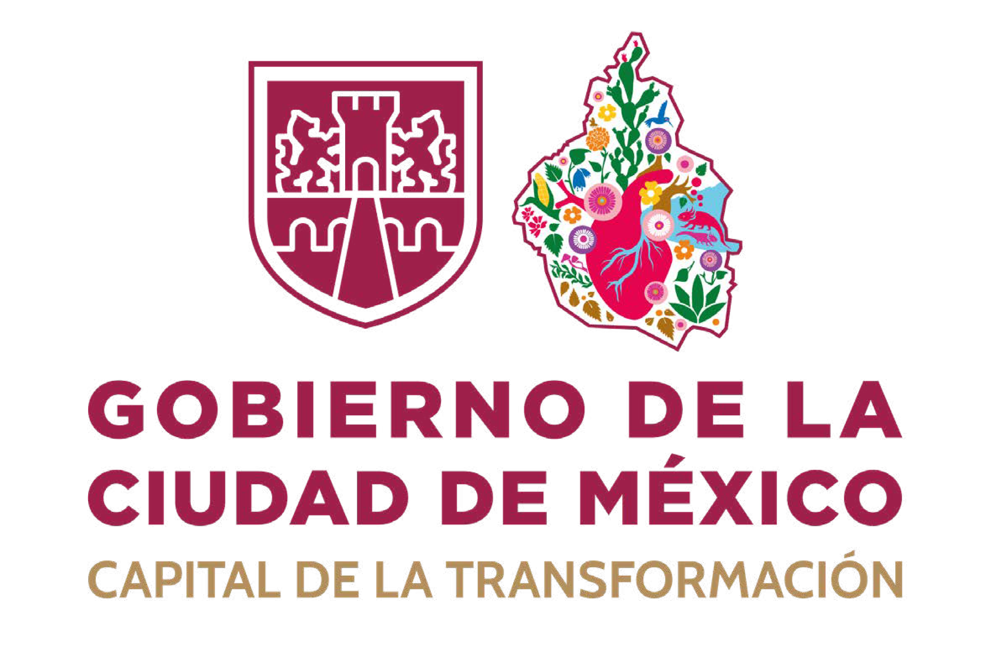 GOBIERNO DE LA
CIUDAD DE MÉXICO
CAPITAL DE LA TRANSFORMACIÓN